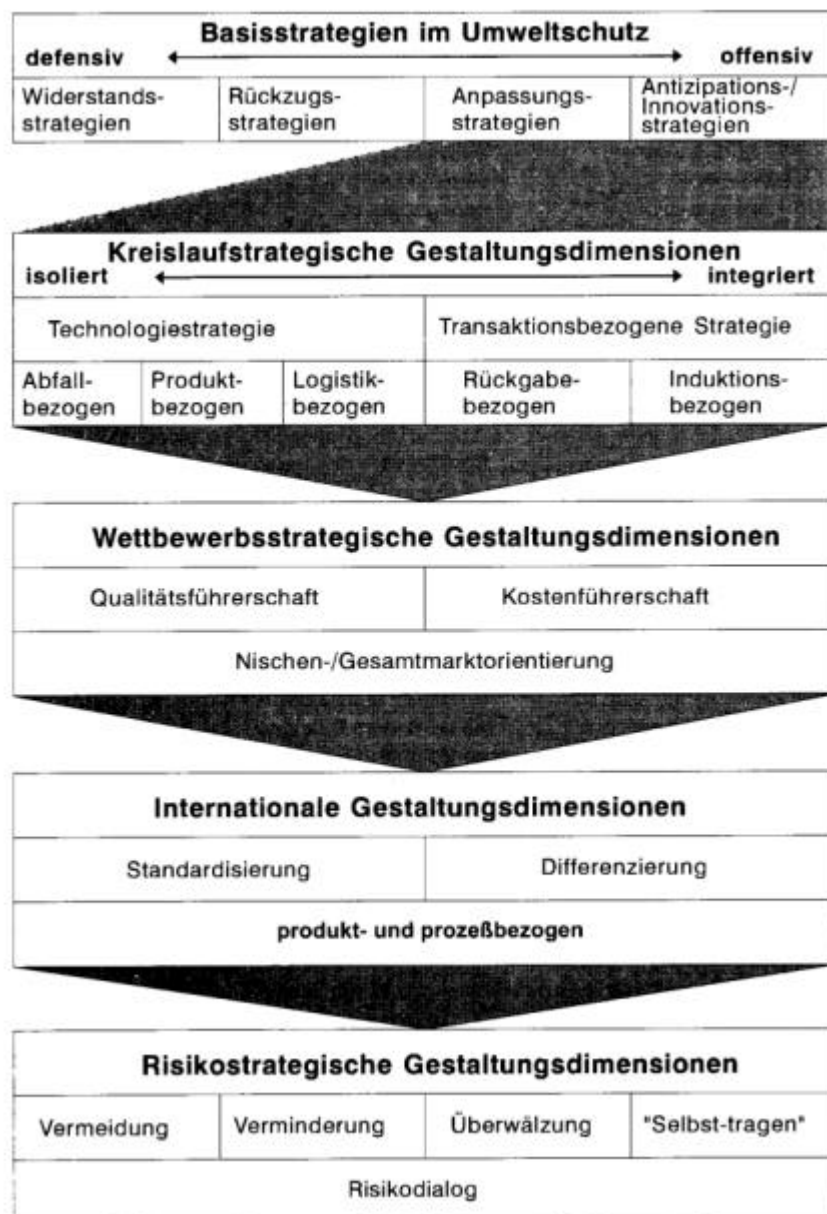 Basisstrategien im Umweltschutz
defensiv offensiv
Widerstands-
strategien
Rückzugs-
strategien
Anpassungs-
strategien
Antizipations-/
Innovations-
strategien
Kreislaufstrategische Gestaltungsdimensionen
isoliert integriert
Technologiestrategie
Transaktionsbezogene Strategie
Abfall-
bezogen
Produkt-
bezogen
Logistik-
bezogen
Rückgabe-
bezogen
Induktions-
bezogen
Wettbewerbsstrategische Gestaltungsdimensionen
Qualitätsführerschaft
Kostenführerschaft
Nischen-/Gesamtmarktorientierung
Internationale Gestaltungsdimensionen
Standardisierung
Differenzierung
produkt- und prozeßbezogen
Risikostrategische Gestaltungsdimensionen
Vermeidung
Verminderung
Überwälzung
"Selbst-tragen"
Risikodialog